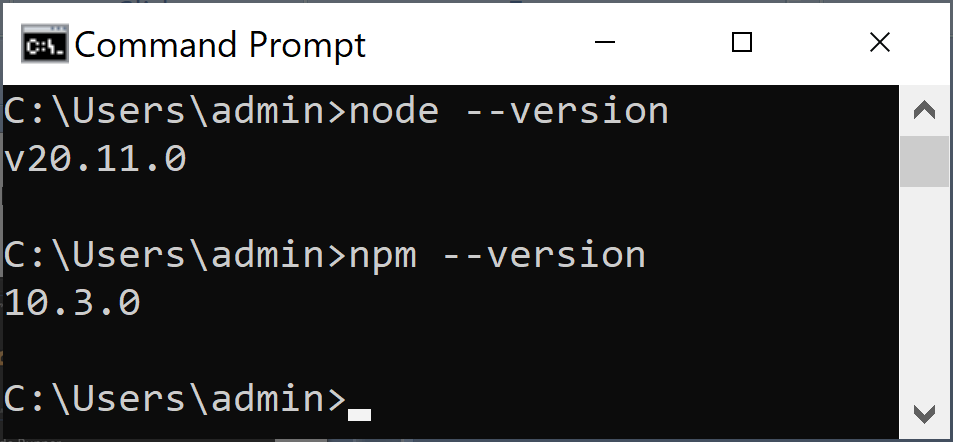 Command Prompt
C:\Users\admin>node --version
v20.11.0
C:\Users\admin>npm --version
10.3.0
C:\Users\admin>